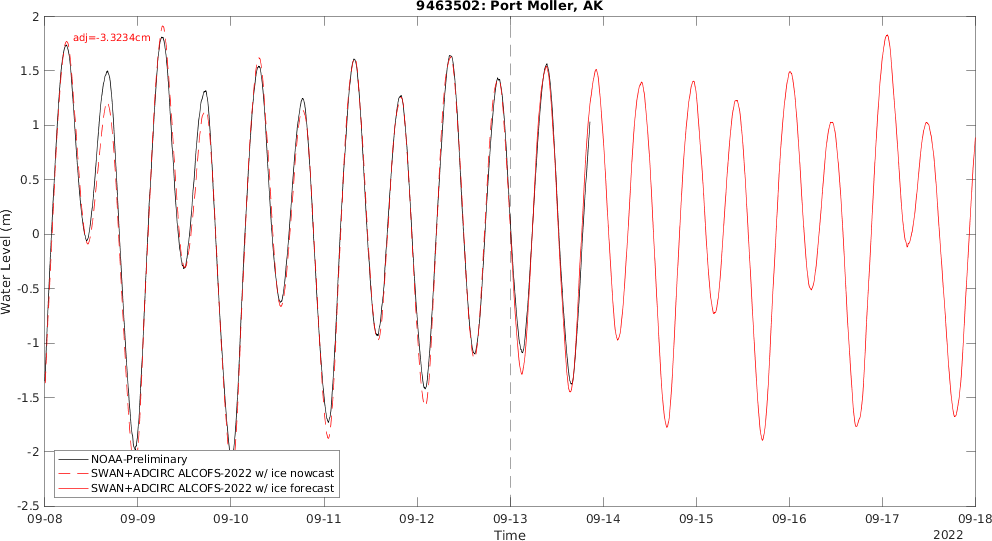 9463502: Port Moller, AK
adj=-3.3234cm
Water Level (m)
2
1.5
1
0.5
0
-0.5
-1
-1.5
-2
-2.5
NOAA-Preliminary
SWAN+ADCIRC ALCOFS-2022 w/ ice nowcast
SWAN+ADCIRC ALCOFS-2022 w/ ice forecast
09-08 09-09 09-10 09-11 09-12 09-13 09-14 09-15 09-16 09-17 09-18
Time
2022